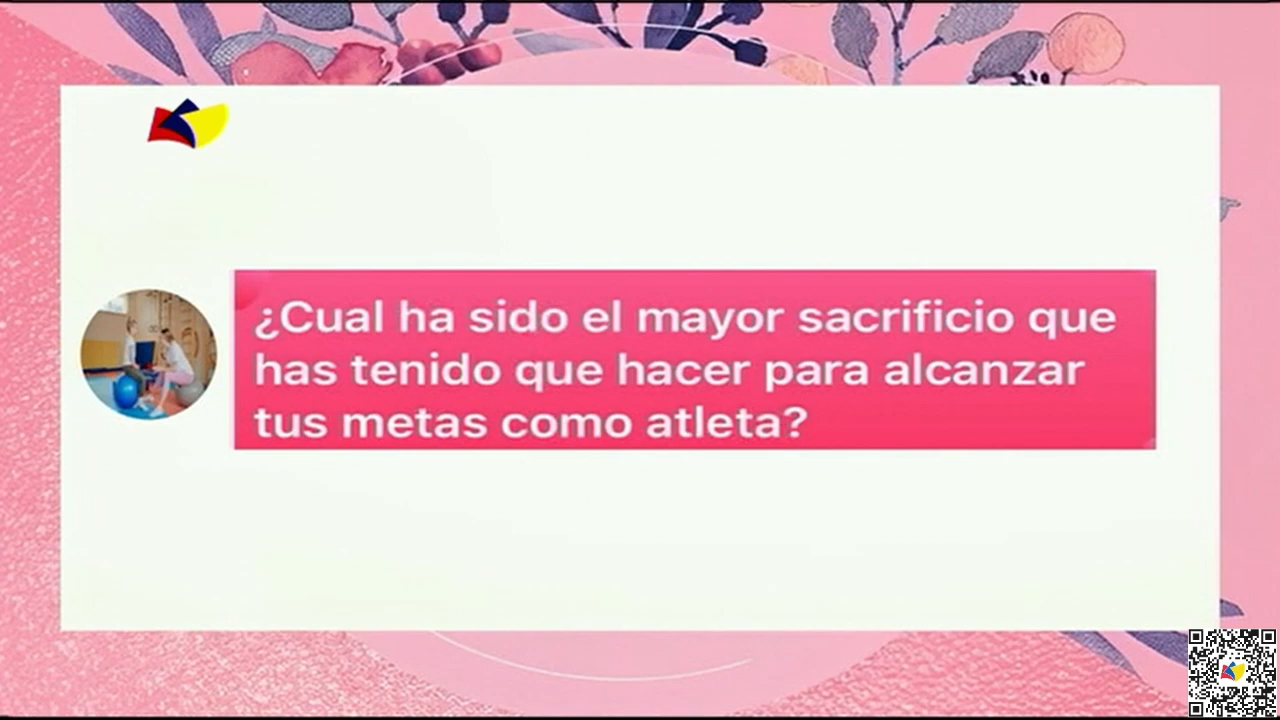 ¿Cual ha sido el mayor sacrificio que
has tenido que hacer para alcanzar
tus metas como atleta?